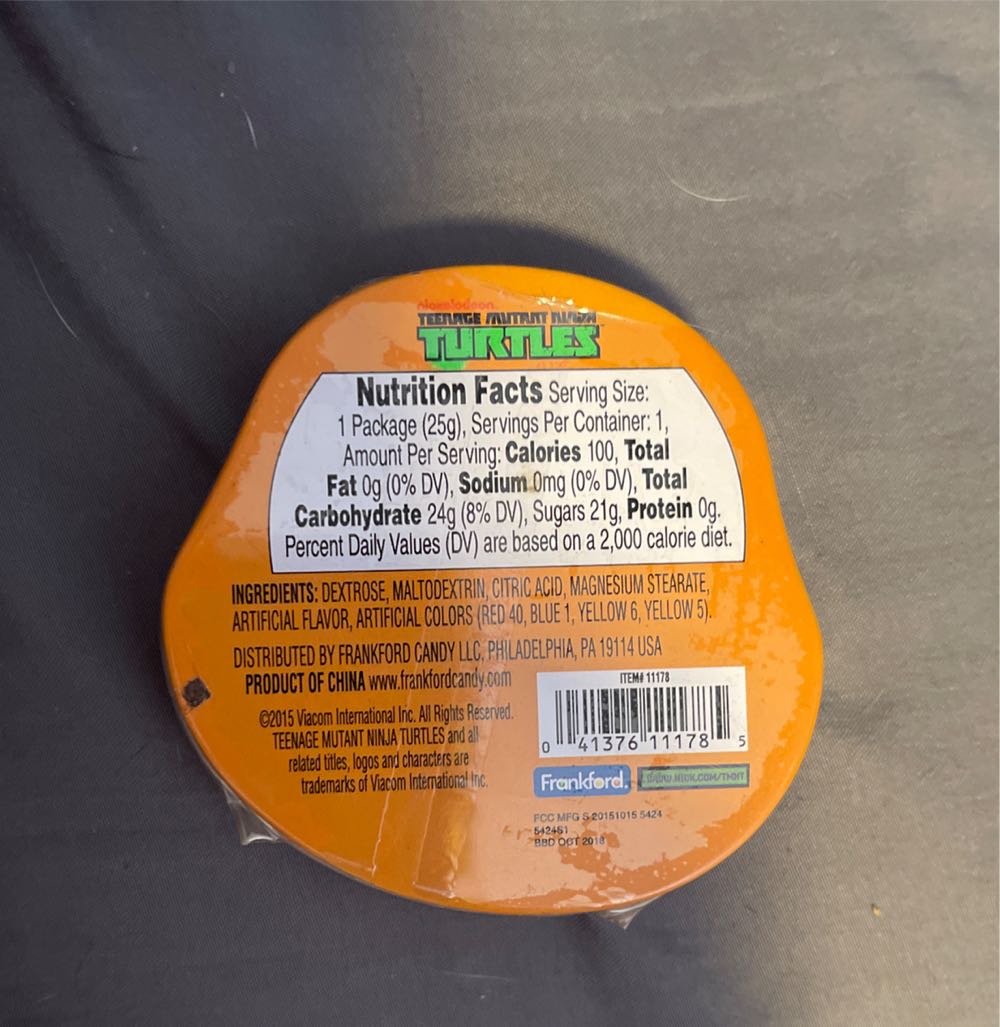 nickelodeon
TEENAGE MUTANT NINJA
TURTLES
Nutrition Facts Serving Size:
1 Package (25g), Servings Per Container: 1,
Amount Per Serving: Calories 100, Total
Fat 0g (0% DV), Sodium 0mg (0% DV), Total
Carbohydrate 24g (8% DV), Sugars 21g, Protein 0g.
Percent Daily Values (DV) are based on a 2,000 calorie diet.
INGREDIENTS: DEXTROSE, MALTODEXTRIN, CITRIC ACID, MAGNESIUM STEARATE,
ARTIFICIAL FLAVOR, ARTIFICIAL COLORS (RED 40, BLUE 1, YELLOW 6, YELLOW 5).
DISTRIBUTED BY FRANKFORD CANDY LLC, PHILADELPHIA, PA 19114 USA
PRODUCT OF CHINA www.frankfordcandy.com
©2015 Viacom International Inc. All Rights Reserved.
TEENAGE MUTANT NINJA TURTLES and all
related titles, logos and characters are
trademarks of Viacom International Inc.
ITEM# 11178
0 41376 11178 5
Frankford.
WWW.NICK.COM/TMNT
FCC MFG S 20151015 5424
5424S1
BBD OCT 2018